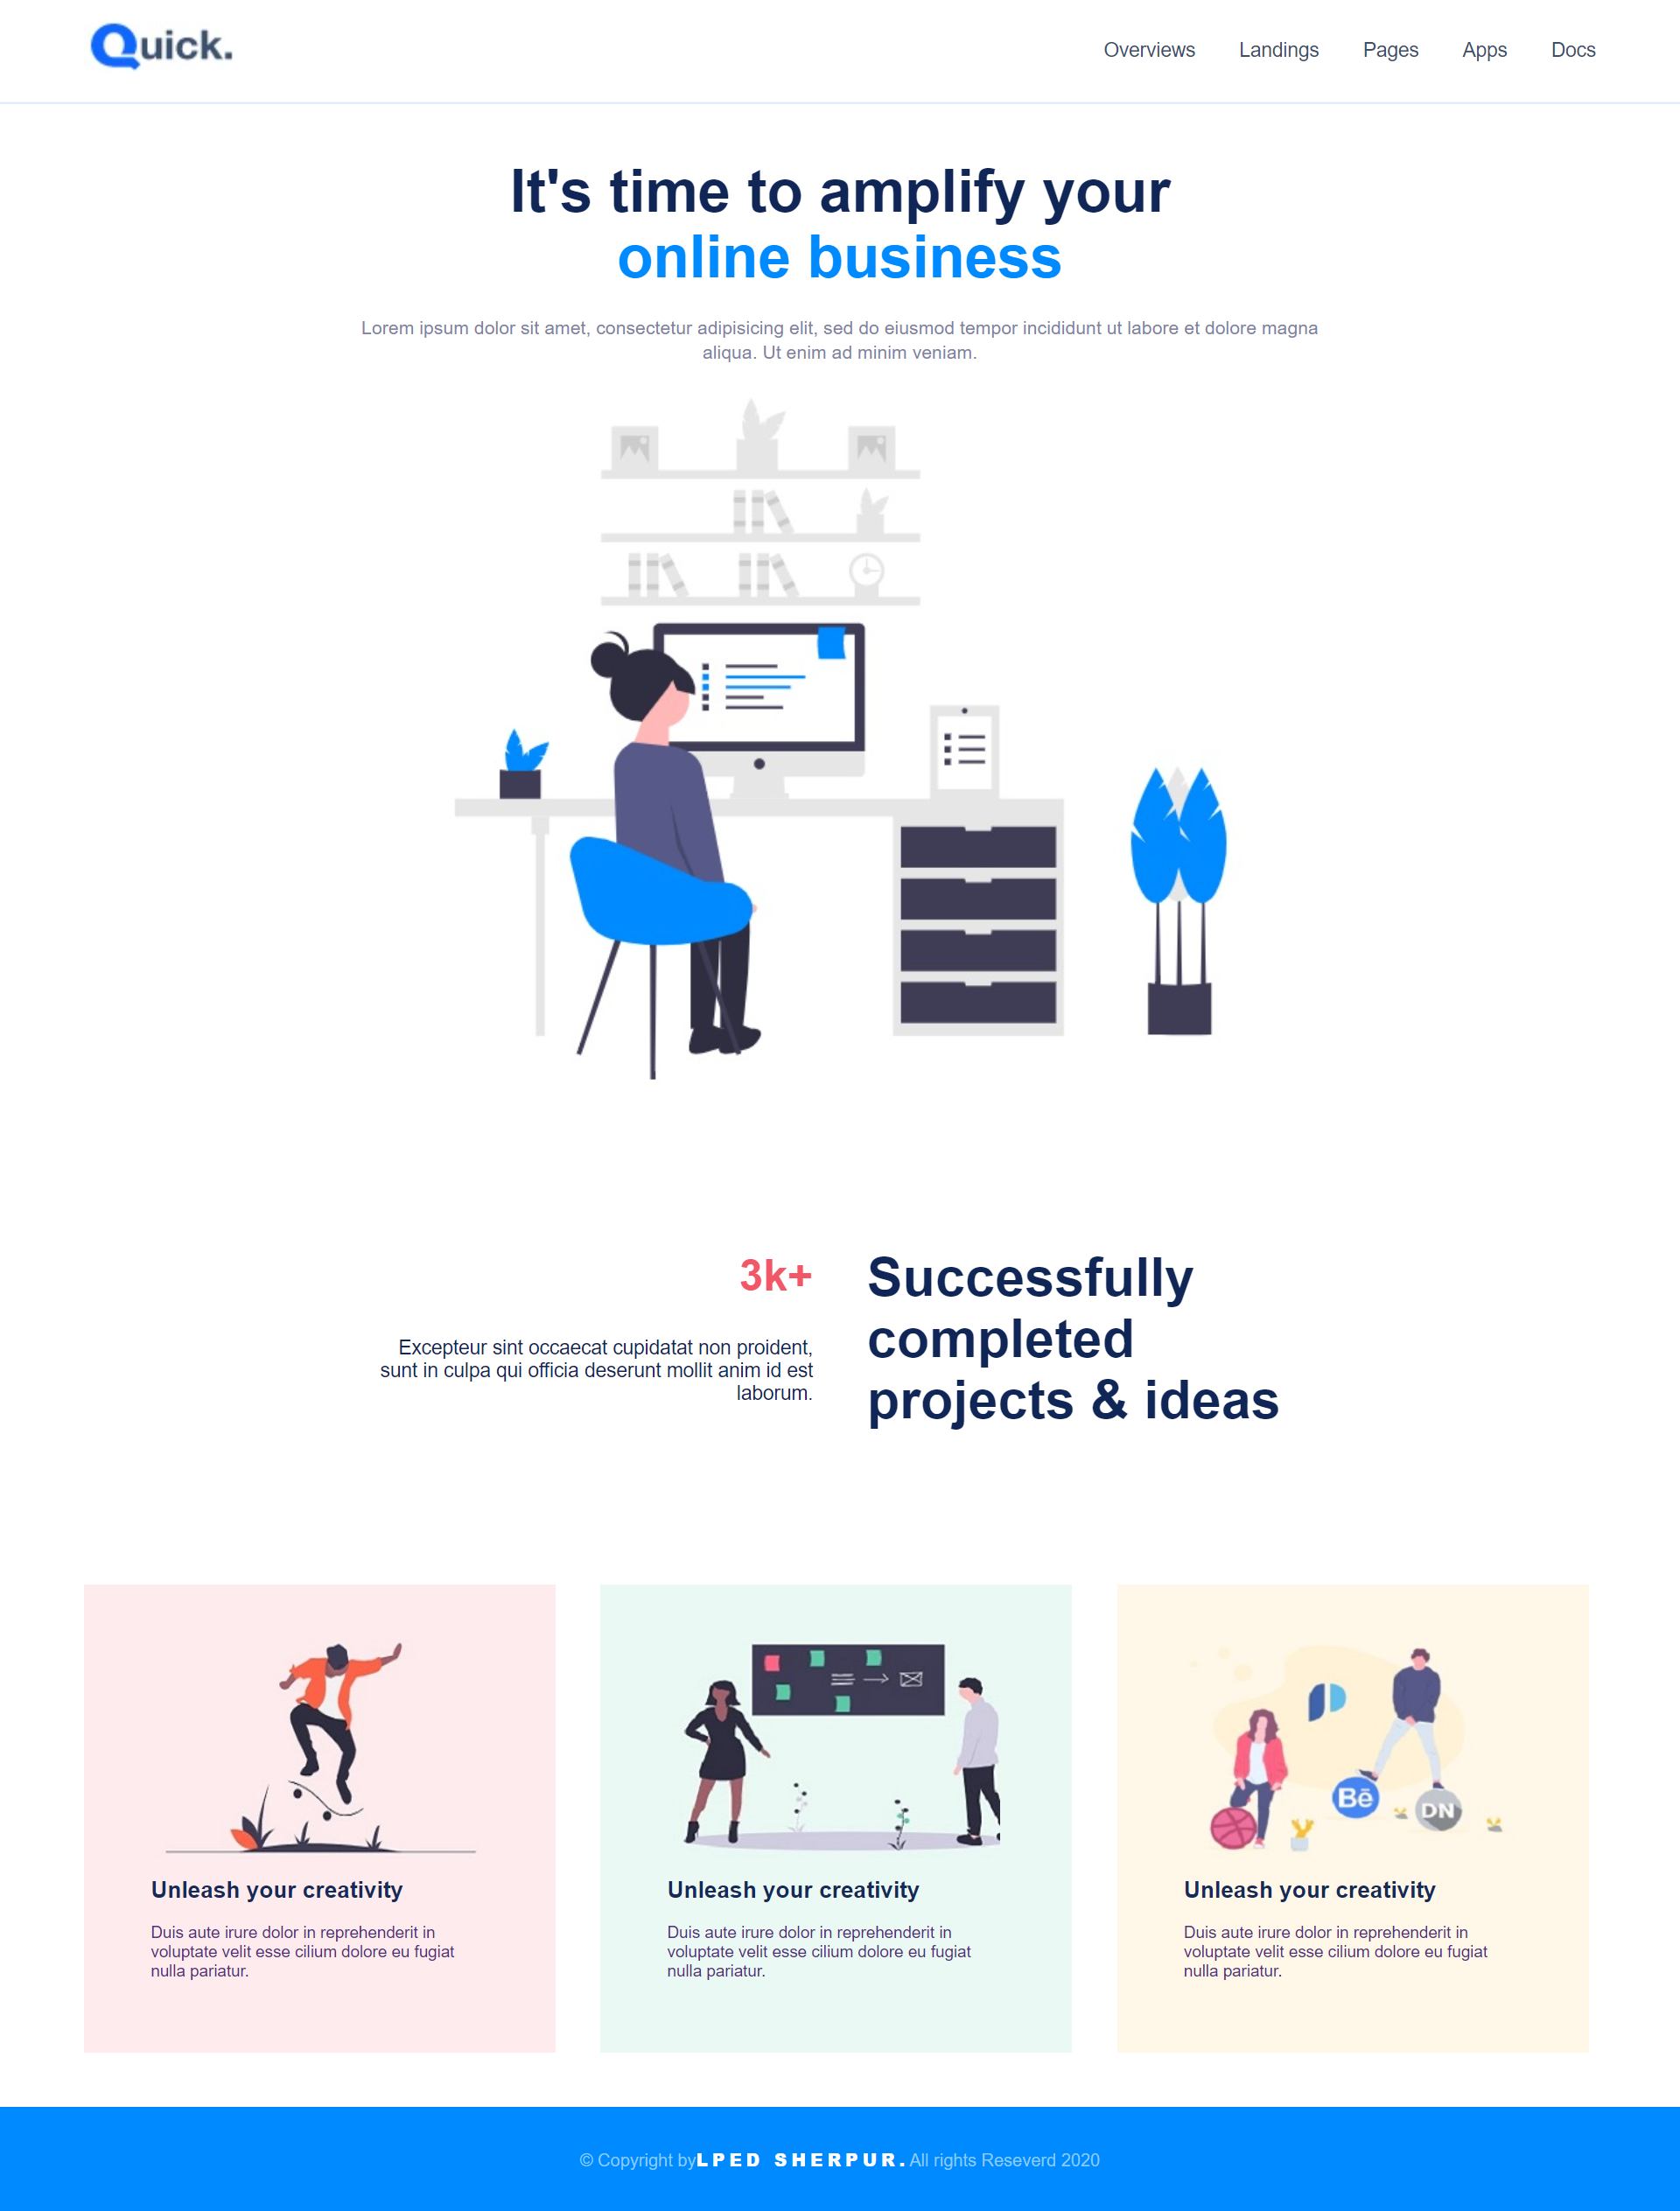 Quick.
Overviews Landings Pages Apps Docs
It's time to amplify your
online business
Lorem ipsum dolor sit amet, consectetur adipisicing elit, sed do eiusmod tempor incididunt ut labore et dolore magna
aliqua. Ut enim ad minim veniam.
3k+
Excepteur sint occaecat cupidatat non proident,
sunt in culpa qui officia deserunt mollit anim id est
laborum.
Successfully
completed
projects & ideas
Bē
DN
Unleash your creativity
Duis aute irure dolor in reprehenderit in
voluptate velit esse cilium dolore eu fugiat
nulla pariatur.
Unleash your creativity
Duis aute irure dolor in reprehenderit in
voluptate velit esse cilium dolore eu fugiat
nulla pariatur.
Unleash your creativity
Duis aute irure dolor in reprehenderit in
voluptate velit esse cilium dolore eu fugiat
nulla pariatur.
© Copyright byLPED SHERPUR. All rights Reseverd 2020